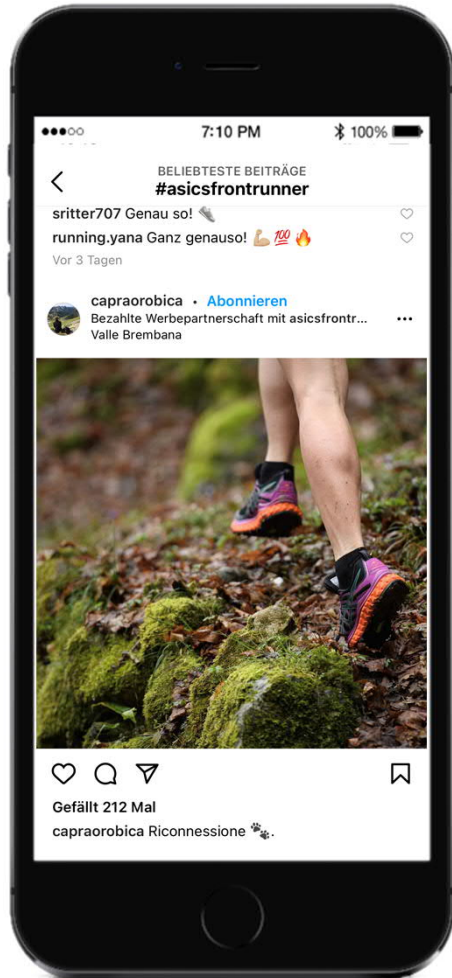 7:10 PM
100%
BELIEBTESTE BEITRÄGE
#asicsfrontrunner
sritter707 Genau so! 👟
running.yana Ganz genauso! 💪🏼 💯 🔥
Vor 3 Tagen
capraorobica • Abonnieren
Bezahlte Werbepartnerschaft mit asicsfrontr...
Valle Brembana
Gefällt 212 Mal
capraorobica Riconnessione 🐾.